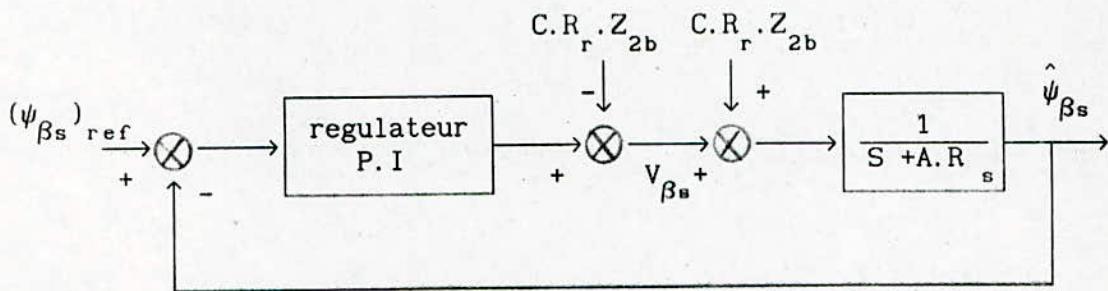 C.R_r.Z_2b C.R_r.Z_2b
- +
(ψ_βs)_ref regulateur 1 ψ̂_βs
P.I S +A.R_s
+ - + V_βs +